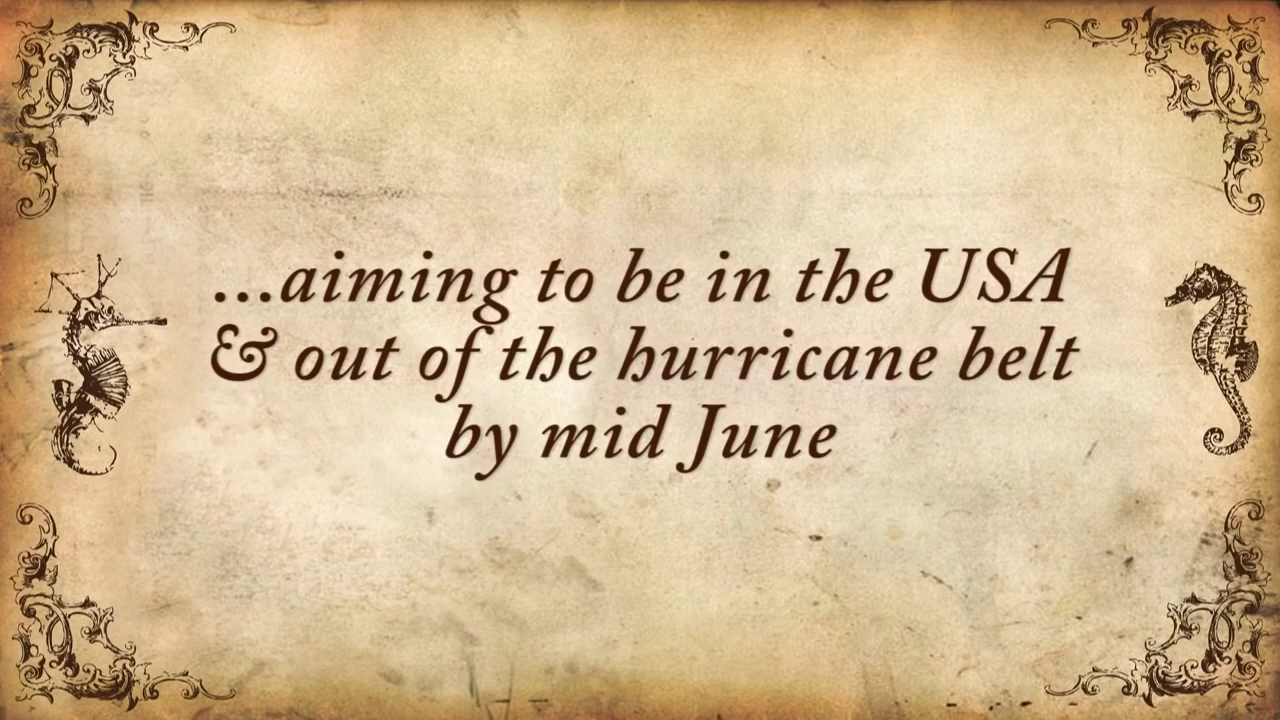 ...aiming to be in the USA
& out of the hurricane belt
by mid June